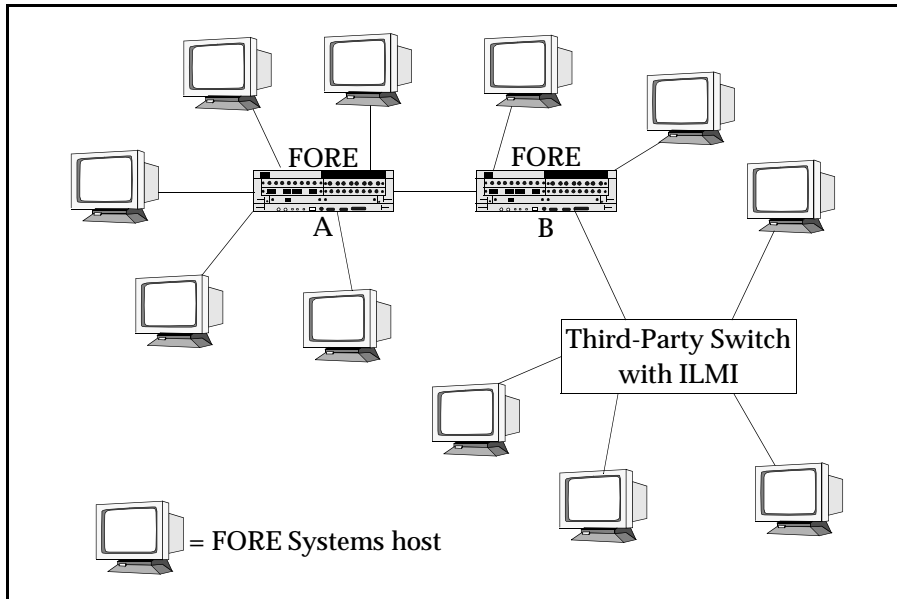 FORE
FORE
A
B
Third-Party Switch
with ILMI
= FORE Systems host